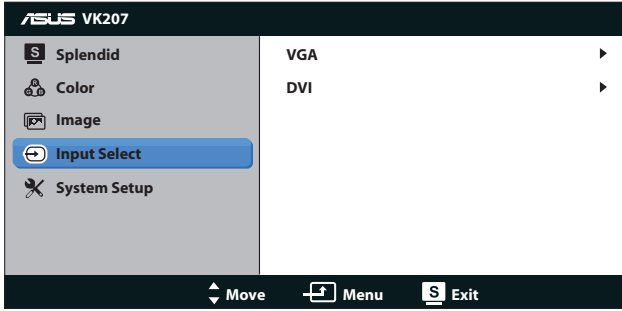 ASUS VK207
S Splendid
R G B Color
Image
Input Select
System Setup
VGA
DVI
Move Menu S Exit